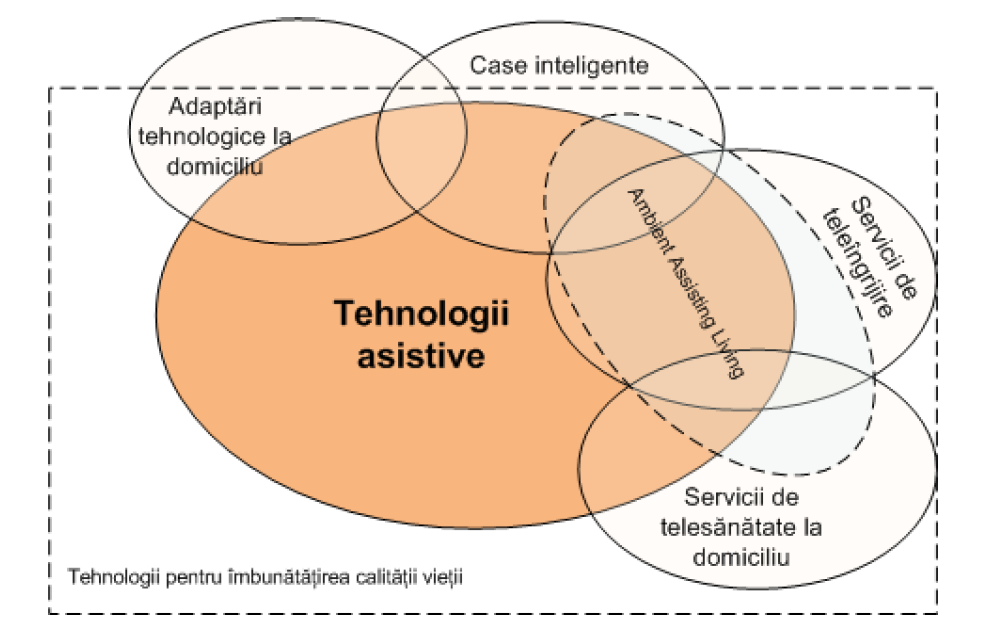 Case inteligente
Adaptări
tehnologice la
domiciliu
Ambient Assisting Living
Servicii de
teleîngrijire
Tehnologii
asistive
Servicii de
telesănătate la
domiciliu
Tehnologii pentru îmbunătățirea calității vieții